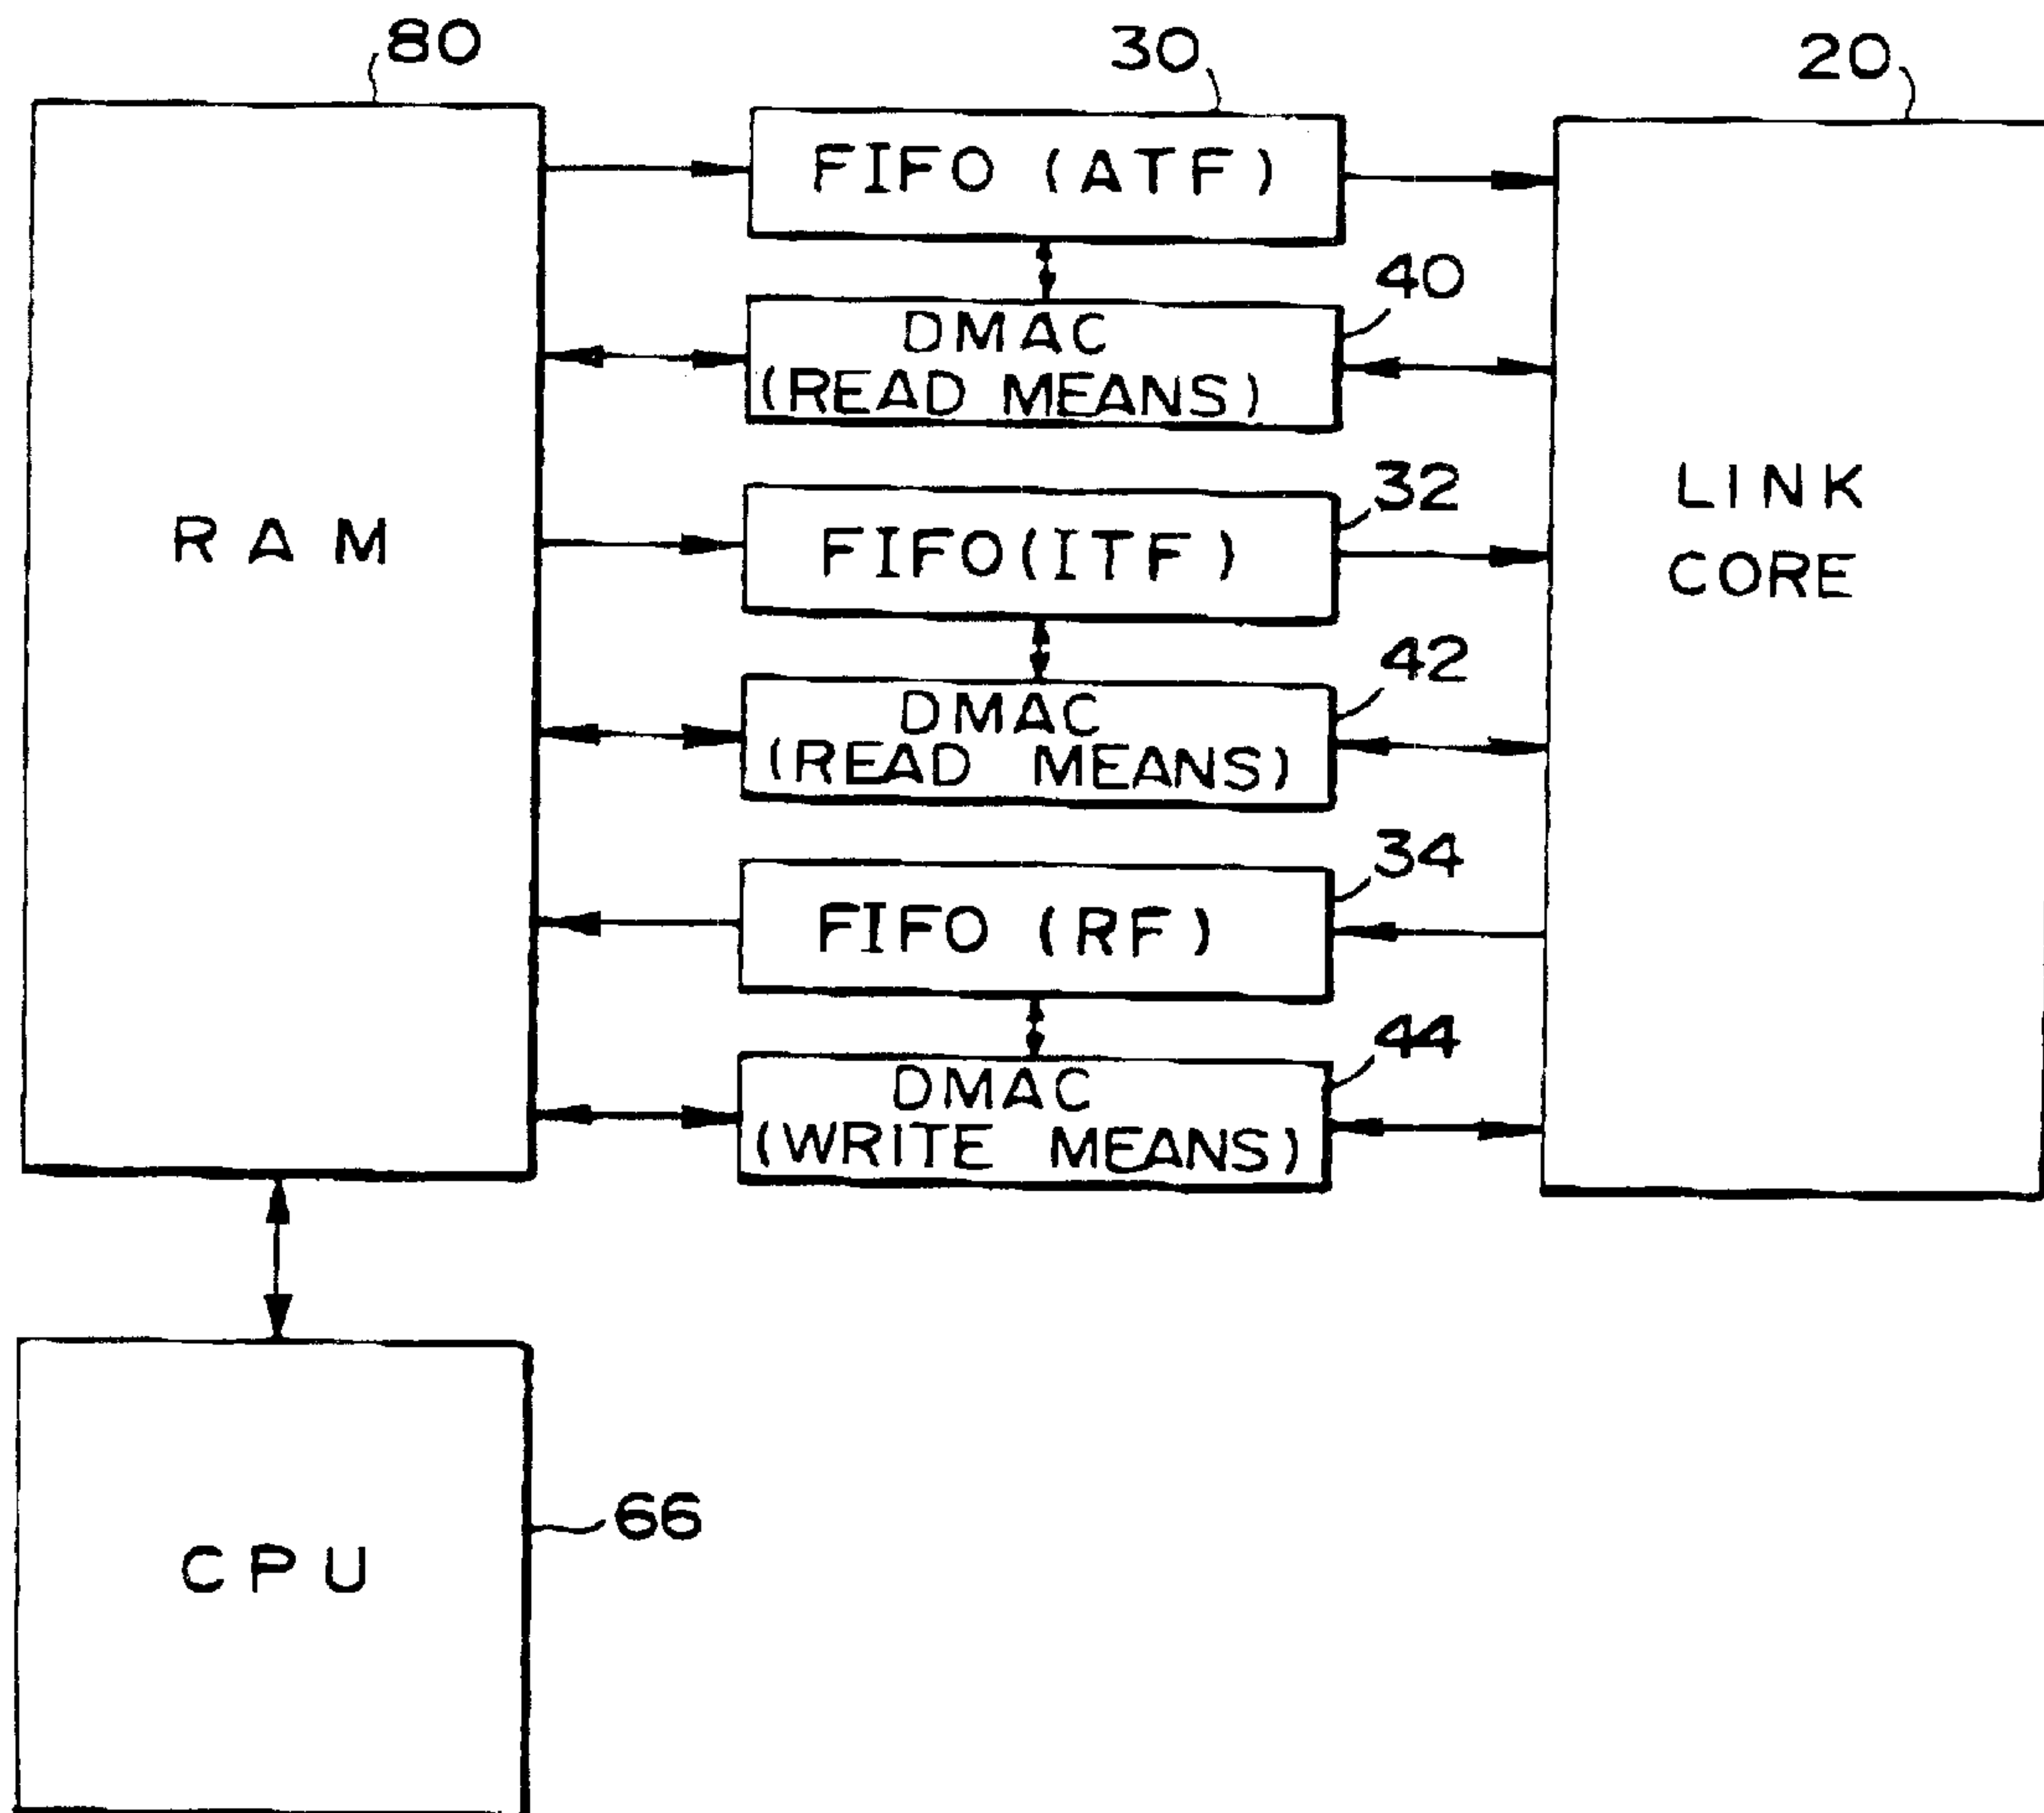 80
30
20
FIFO (ATF)
40
DMAC
(READ MEANS)
RAM
32
FIFO(ITF)
LINK
CORE
42
DMAC
(READ MEANS)
34
FIFO (RF)
44
DMAC
(WRITE MEANS)
66
CPU